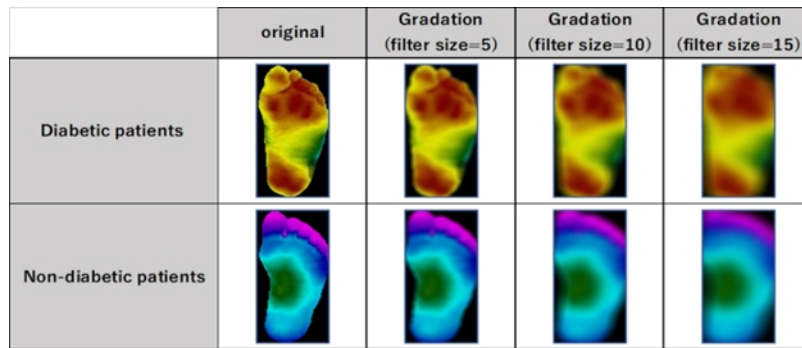 original
Gradation
(filter size=5)
Gradation
(filter size=10)
Gradation
(filter size=15)
Diabetic patients
Non-diabetic patients